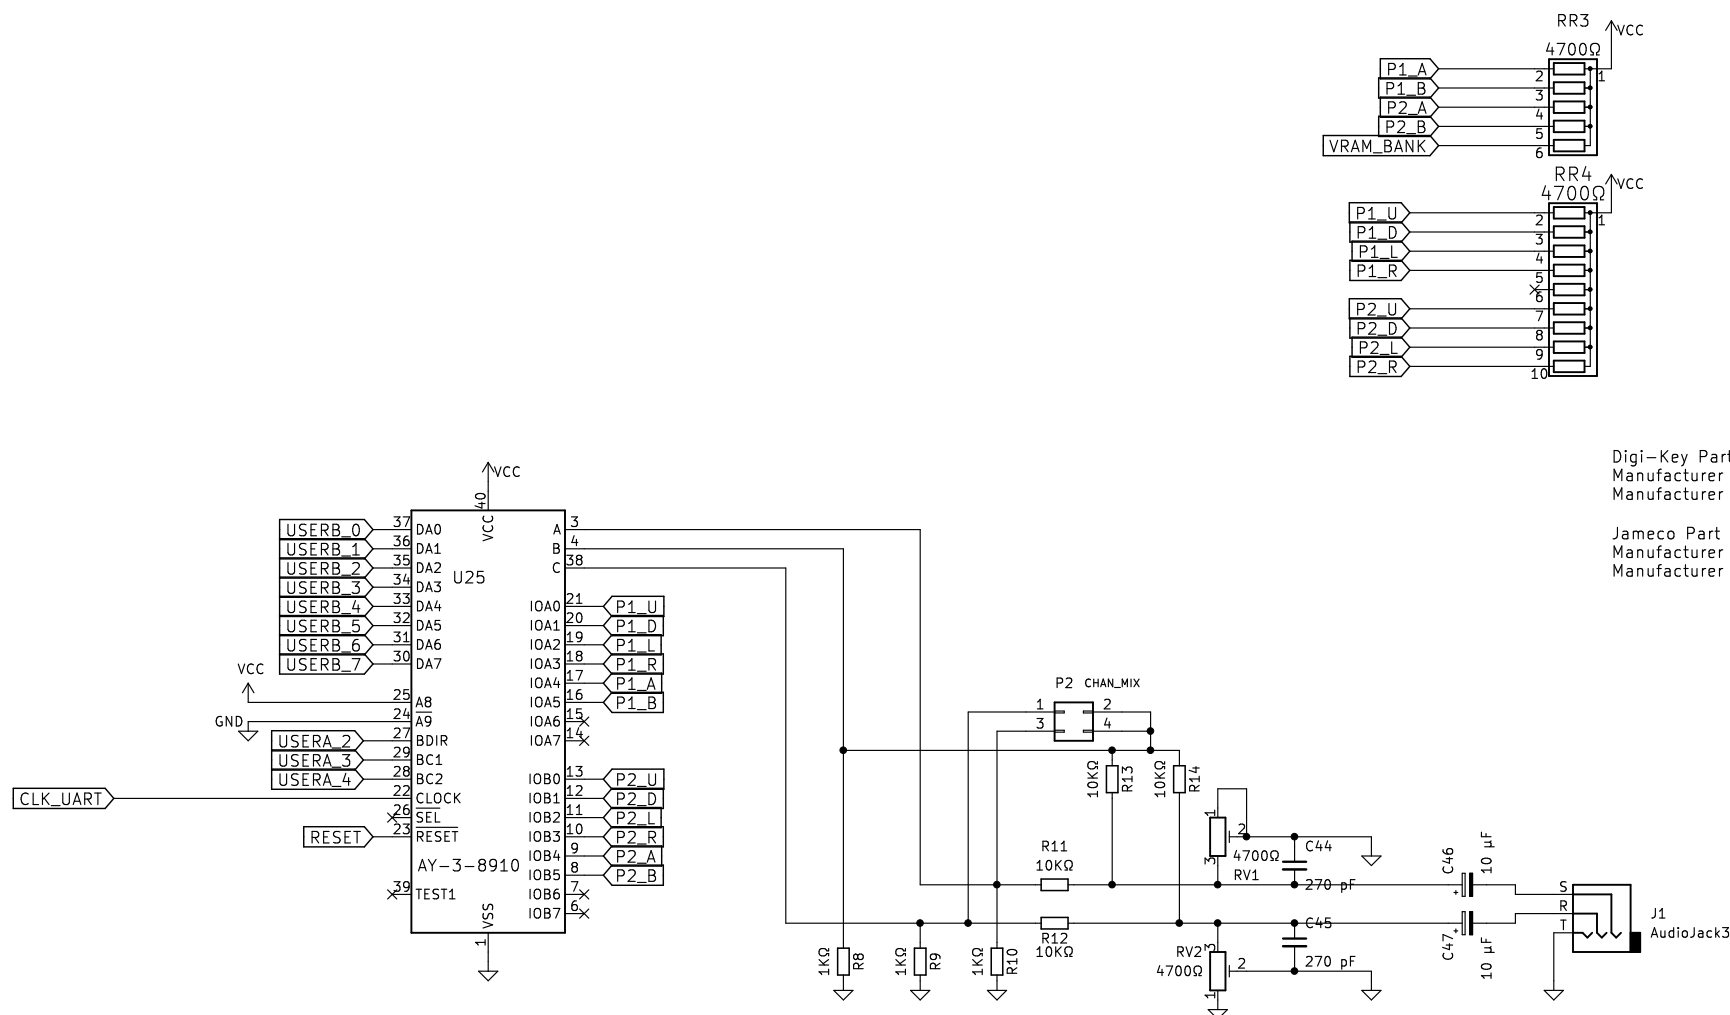 RR3
VCC
4700Ω
P1_A
2
1
P1_B
3
P2_A
4
P2_B
5
VRAM_BANK
6
RR4
VCC
4700Ω
P1_U
2
1
P1_D
3
P1_L
4
P1_R
5
6
P2_U
7
P2_D
8
P2_L
9
P2_R
10
Digi-Key Part
Manufacturer
Manufacturer
Jameco Part
Manufacturer
Manufacturer
VCC
40
VCC
USERB_0 37 DA0
USERB_1 36 DA1
USERB_2 35 DA2
USERB_3 34 DA3
USERB_4 33 DA4
USERB_5 32 DA5
USERB_6 31 DA6
USERB_7 30 DA7
VCC
25 A8
GND 24 A9
USERA_2 27 BDIR
USERA_3 29 BC1
USERA_4 28 BC2
CLK_UART 22 CLOCK
26 SEL
RESET 23 RESET
39 TEST1
U25
AY-3-8910
VSS
1
A 3
B 4
C 38
IOA0 21 P1_U
IOA1 20 P1_D
IOA2 19 P1_L
IOA3 18 P1_R
IOA4 17 P1_A
IOA5 16 P1_B
IOA6 15
IOA7 14
IOB0 13 P2_U
IOB1 12 P2_D
IOB2 11 P2_L
IOB3 10 P2_R
IOB4 9 P2_A
IOB5 8 P2_B
IOB6 7
IOB7 6
P2 CHAN_MIX
1 2
3 4
10KΩ R13
10KΩ R14
R11
10KΩ
R12
10KΩ
1KΩ R8
1KΩ R9
1KΩ R10
1
2
3
4700Ω
RV1
C44
270 pF
C45
270 pF
RV2
4700Ω
3
2
1
C46
+
10 µF
C47
+
10 µF
S
R
T
J1
AudioJack3